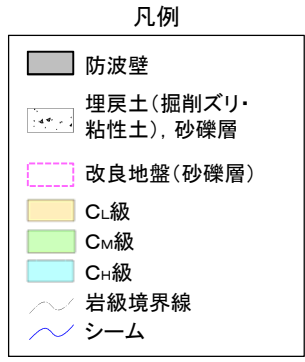 凡例
防波壁
埋戻土（掘削ズリ・
粘性土），砂礫層
改良地盤（砂礫層）
CL級
CM級
CH級
岩級境界線
シーム